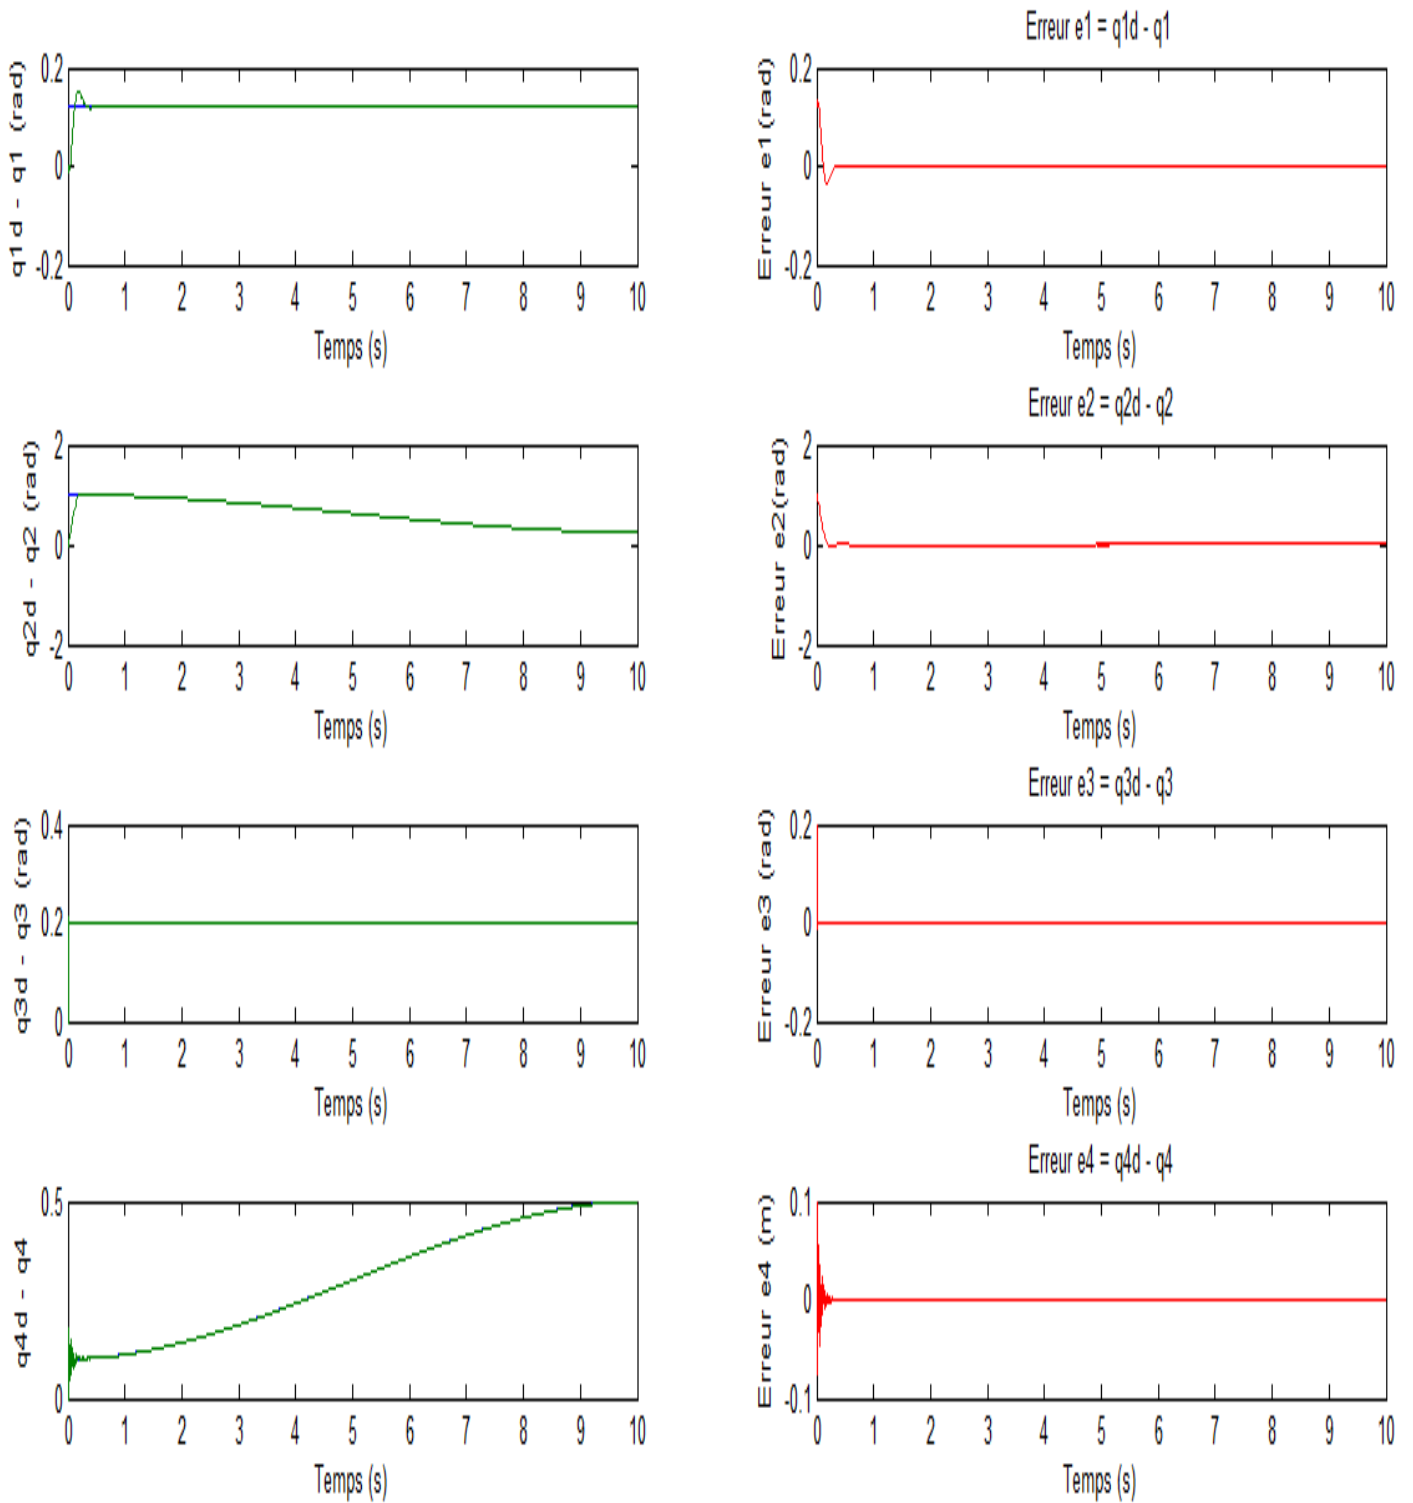 Erreur e1 = q1d - q1
q1d - q1 (rad)
0.2
0
-0.2
0 1 2 3 4 5 6 7 8 9 10
Temps (s)
Erreur e1(rad)
0.2
0
-0.2
0 1 2 3 4 5 6 7 8 9 10
Temps (s)
Erreur e2 = q2d - q2
q2d - q2 (rad)
2
0
-2
0 1 2 3 4 5 6 7 8 9 10
Temps (s)
Erreur e2(rad)
2
0
-2
0 1 2 3 4 5 6 7 8 9 10
Temps (s)
Erreur e3 = q3d - q3
q3d - q3 (rad)
0.4
0.2
0
0 1 2 3 4 5 6 7 8 9 10
Temps (s)
Erreur e3 (rad)
0.2
0
-0.2
0 1 2 3 4 5 6 7 8 9 10
Temps (s)
Erreur e4 = q4d - q4
q4d - q4
0.5
0
0 1 2 3 4 5 6 7 8 9 10
Temps (s)
Erreur e4 (m)
0.1
0
-0.1
0 1 2 3 4 5 6 7 8 9 10
Temps (s)